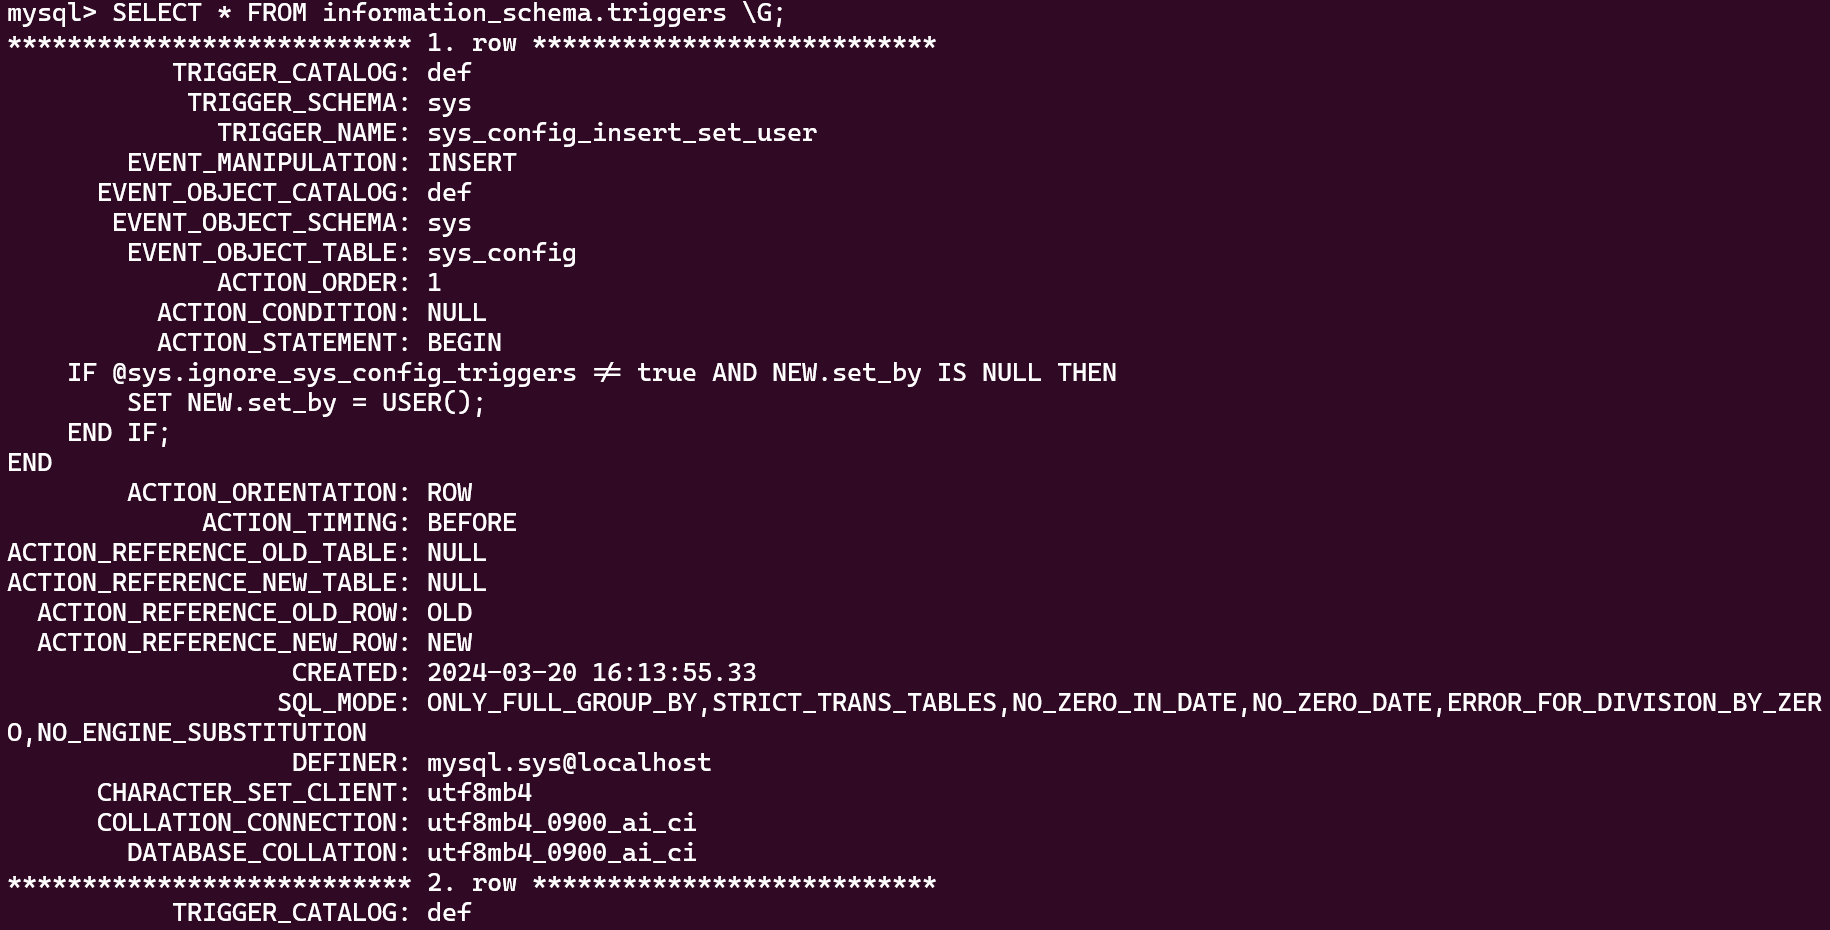 mysql> SELECT * FROM information_schema.triggers \G;
*************************** 1. row ***************************
           TRIGGER_CATALOG: def
            TRIGGER_SCHEMA: sys
              TRIGGER_NAME: sys_config_insert_set_user
        EVENT_MANIPULATION: INSERT
      EVENT_OBJECT_CATALOG: def
       EVENT_OBJECT_SCHEMA: sys
        EVENT_OBJECT_TABLE: sys_config
              ACTION_ORDER: 1
          ACTION_CONDITION: NULL
          ACTION_STATEMENT: BEGIN
    IF @sys.ignore_sys_config_triggers != true AND NEW.set_by IS NULL THEN
        SET NEW.set_by = USER();
    END IF;
END
        ACTION_ORIENTATION: ROW
             ACTION_TIMING: BEFORE
ACTION_REFERENCE_OLD_TABLE: NULL
ACTION_REFERENCE_NEW_TABLE: NULL
  ACTION_REFERENCE_OLD_ROW: OLD
  ACTION_REFERENCE_NEW_ROW: NEW
                   CREATED: 2024-03-20 16:13:55.33
                  SQL_MODE: ONLY_FULL_GROUP_BY,STRICT_TRANS_TABLES,NO_ZERO_IN_DATE,NO_ZERO_DATE,ERROR_FOR_DIVISION_BY_ZER
O,NO_ENGINE_SUBSTITUTION
                   DEFINER: mysql.sys@localhost
      CHARACTER_SET_CLIENT: utf8mb4
      COLLATION_CONNECTION: utf8mb4_0900_ai_ci
        DATABASE_COLLATION: utf8mb4_0900_ai_ci
*************************** 2. row ***************************
           TRIGGER_CATALOG: def